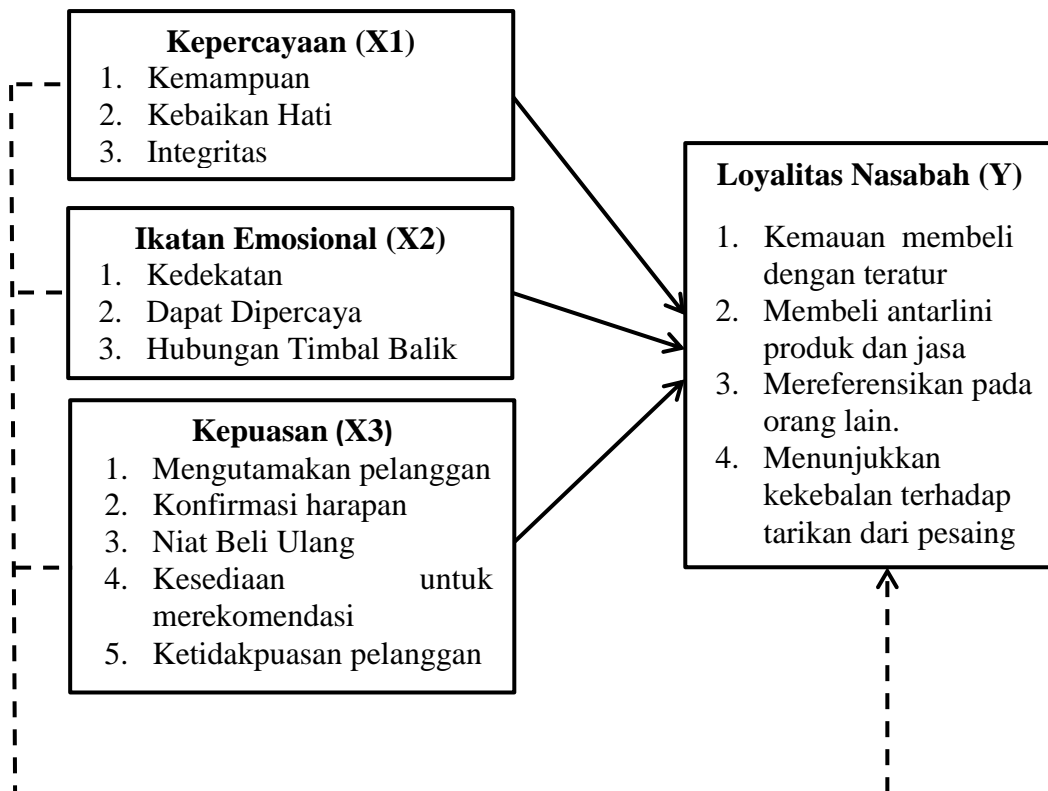 Kepercayaan (X1)
1. Kemampuan
2. Kebaikan Hati
3. Integritas
Ikatan Emosional (X2)
1. Kedekatan
2. Dapat Dipercaya
3. Hubungan Timbal Balik
Kepuasan (X3)
1. Mengutamakan pelanggan
2. Konfirmasi harapan
3. Niat Beli Ulang
4. Kesediaan untuk
merekomendasi
5. Ketidakpuasan pelanggan
Loyalitas Nasabah (Y)
1. Kemauan membeli
dengan teratur
2. Membeli antarlini
produk dan jasa
3. Mereferensikan pada
orang lain.
4. Menunjukkan
kekebalan terhadap
tarikan dari pesaing